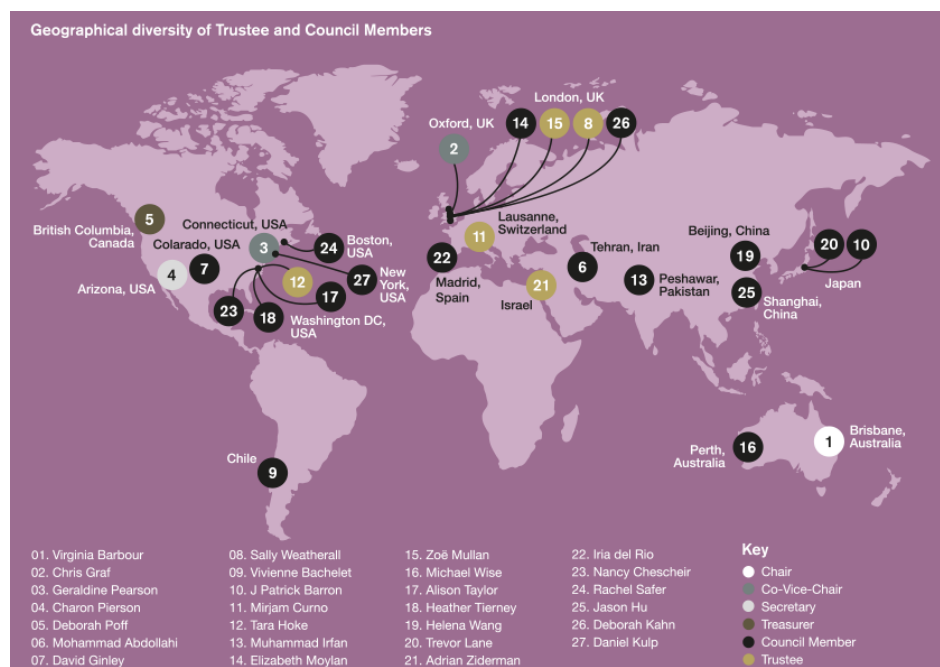 Geographical diversity of Trustee and Council Members
London, UK
Oxford, UK
14
15
8
26
2
5
British Columbia,
Canada
Connecticut, USA
3
24
Boston,
USA
Colarado, USA
4
7
Arizona, USA
12
27
New
York,
USA
23
18
17
Washington DC,
USA
Lausanne,
Switzerland
11
22
Madrid,
Spain
21
Israel
Tehran, Iran
6
13
Peshawar,
Pakistan
Beijing, China
19
20
10
Japan
25
Shanghai,
China
Chile
9
Perth,
Australia
16
1
Brisbane,
Australia
01. Virginia Barbour
02. Chris Graf
03. Geraldine Pearson
04. Charon Pierson
05. Deborah Poff
06. Mohammad Abdollahi
07. David Ginley
08. Sally Weatherall
09. Vivienne Bachelet
10. J Patrick Barron
11. Mirjam Curno
12. Tara Hoke
13. Muhammad Irfan
14. Elizabeth Moylan
15. Zoë Mullan
16. Michael Wise
17. Alison Taylor
18. Heather Tierney
19. Helena Wang
20. Trevor Lane
21. Adrian Ziderman
22. Iria del Rio
23. Nancy Chescheir
24. Rachel Safer
25. Jason Hu
26. Deborah Kahn
27. Daniel Kulp
Key
Chair
Co-Vice-Chair
Secretary
Treasurer
Council Member
Trustee